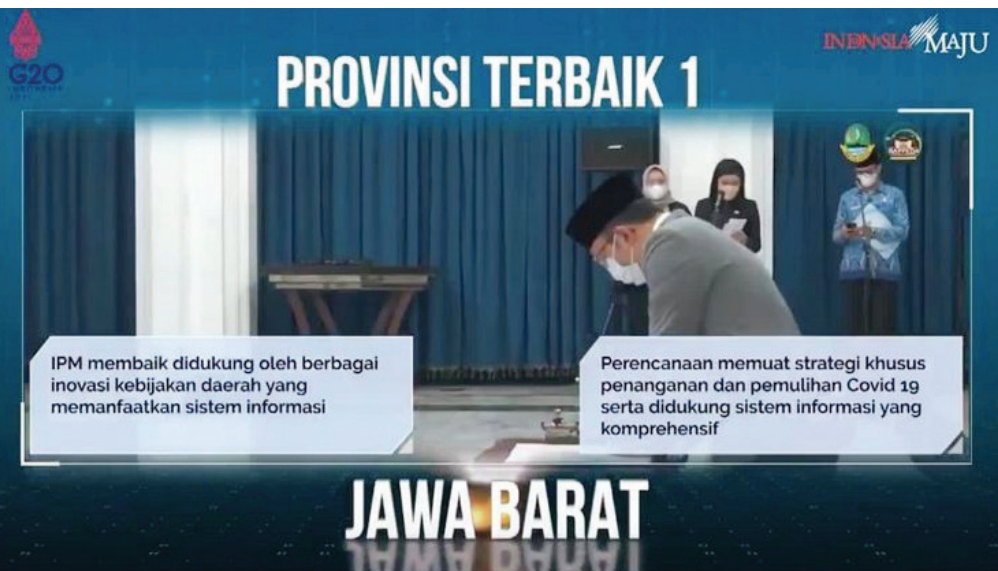 G20
INDONESIA
MAJU
PROVINSI TERBAIK 1
IPM membaik didukung oleh berbagai
inovasi kebijakan daerah yang
memanfaatkan sistem informasi
Perencanaan memuat strategi khusus
penanganan dan pemulihan Covid 19
serta didukung sistem informasi yang
komprehensif
JAWA BARAT